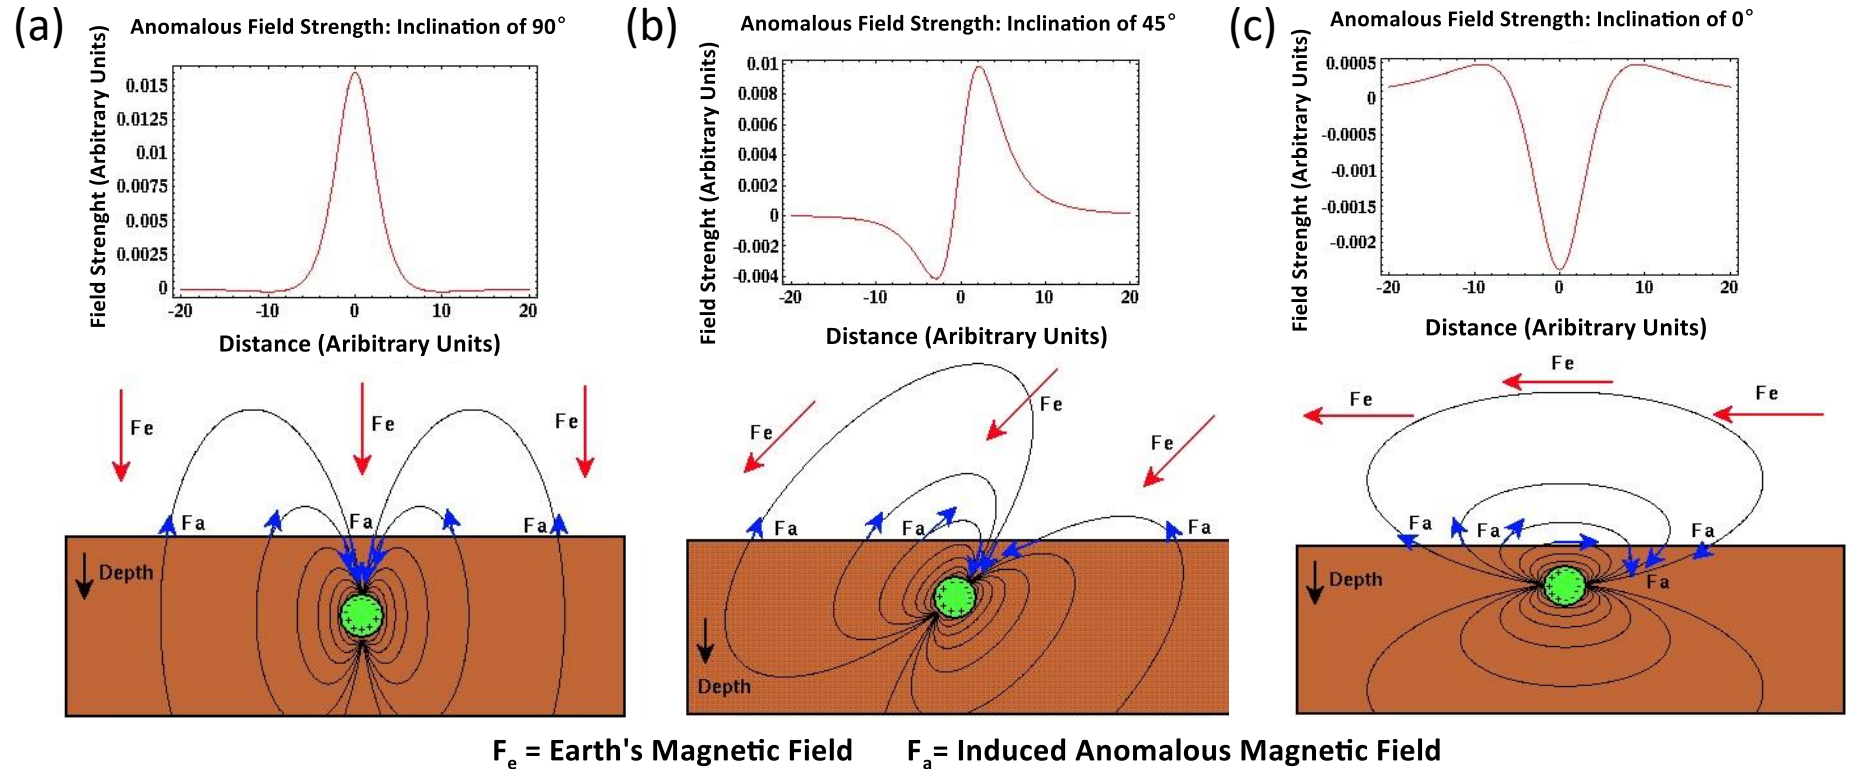 (a)
Anomalous Field Strength: Inclination of 90°
Field Strenght (Arbitrary Units)
0.015
0.0125
0.01
0.0075
0.005
0.0025
0
-20 -10 0 10 20
Distance (Aribitrary Units)
(b)
Anomalous Field Strength: Inclination of 45°
Field Strenght (Arbitrary Units)
0.01
0.008
0.006
0.004
0.002
0
-0.002
-0.004
-20 -10 0 10 20
Distance (Aribitrary Units)
(c)
Anomalous Field Strength: Inclination of 0°
Field Strenght (Arbitrary Units)
0.0005
0
-0.0005
-0.001
-0.0015
-0.002
-20 -10 0 10 20
Distance (Aribitrary Units)
Fe Fe Fe
Fa Fa Fa
Depth
Fe Fe Fe
Fa Fa Fa
Depth
Fe
Fe Fe
Fa Fa Fa
Fa
Depth
+ + + + + +
- - - - - -
Fe = Earth's Magnetic Field Fa= Induced Anomalous Magnetic Field